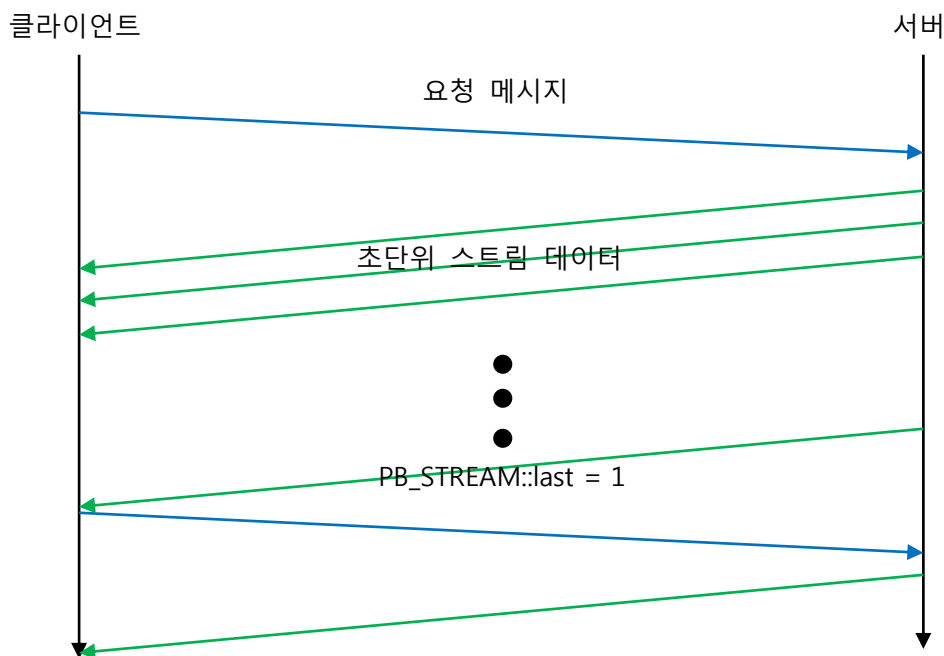 클라이언트
서버
요청 메시지
초단위 스트림 데이터
PB_STREAM::last = 1